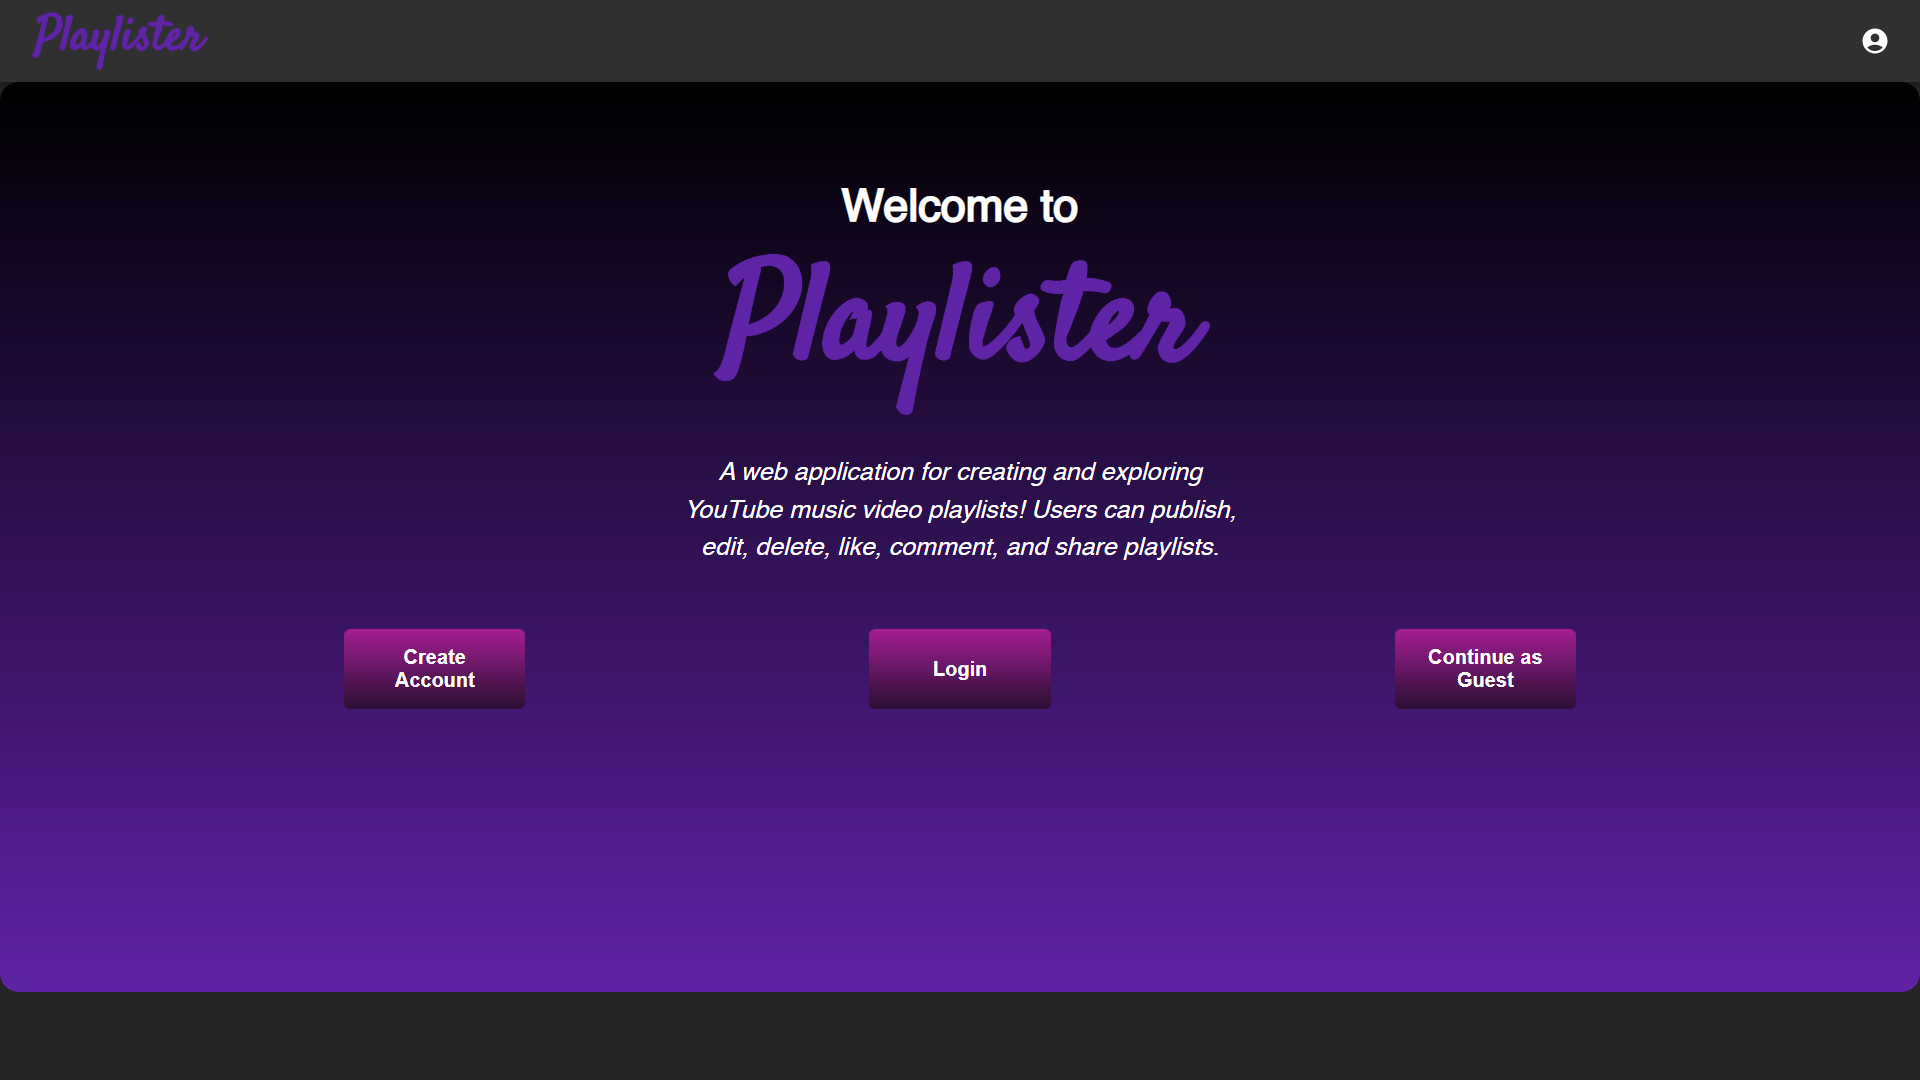 Playlister
Welcome to
Playlister
A web application for creating and exploring
YouTube music video playlists! Users can publish,
edit, delete, like, comment, and share playlists.
Create
Account
Login
Continue as
Guest